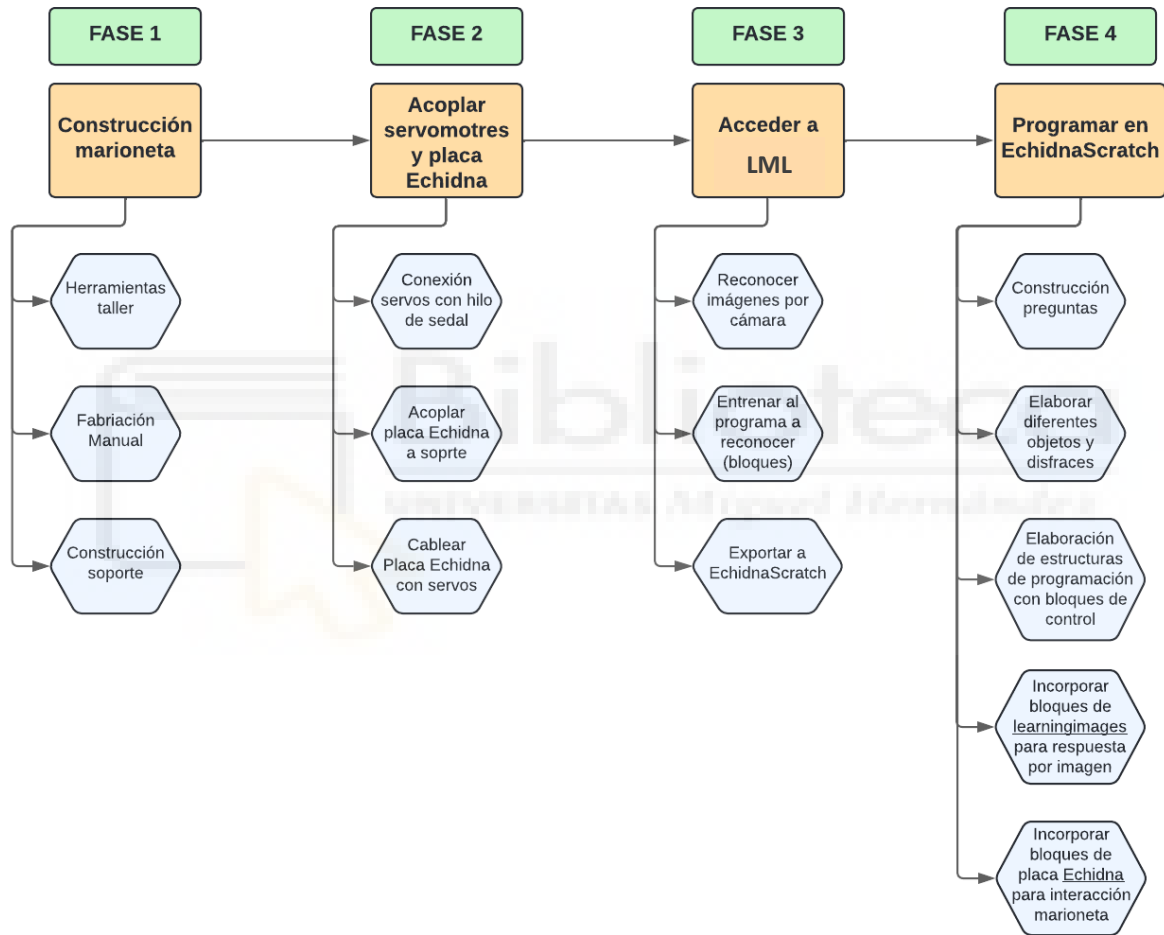 FASE 1
FASE 2
FASE 3
FASE 4
Construcción
marioneta
Acoplar
servomotres
y placa
Echidna
Acceder a
LML
Programar en
EchidnaScratch
Herramientas
taller
Fabriación
Manual
Construcción
soporte
Conexión
servos con hilo
de sedal
Acoplar
placa Echidna
a soprte
Cablear
Placa Echidna
con servos
Reconocer
imágenes por
cámara
Entrenar al
programa a
reconocer
(bloques)
Exportar a
EchidnaScratch
Construcción
preguntas
Elaborar
diferentes
objetos y
disfraces
Elaboración
de estructuras
de programación
con bloques de
control
Incorporar
bloques de
learningimages
para respuesta
por imagen
Incorporar
bloques de
placa Echidna
para interacción
marioneta
Biblioteca
UNIVERSITAS Miguel Hernández